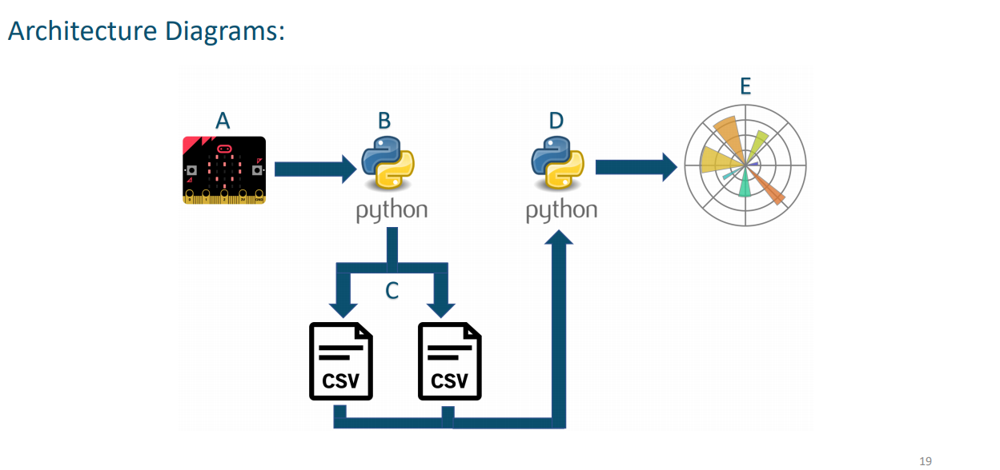 Architecture Diagrams:
E
A
B
D
python
python
C
CSV
CSV
19